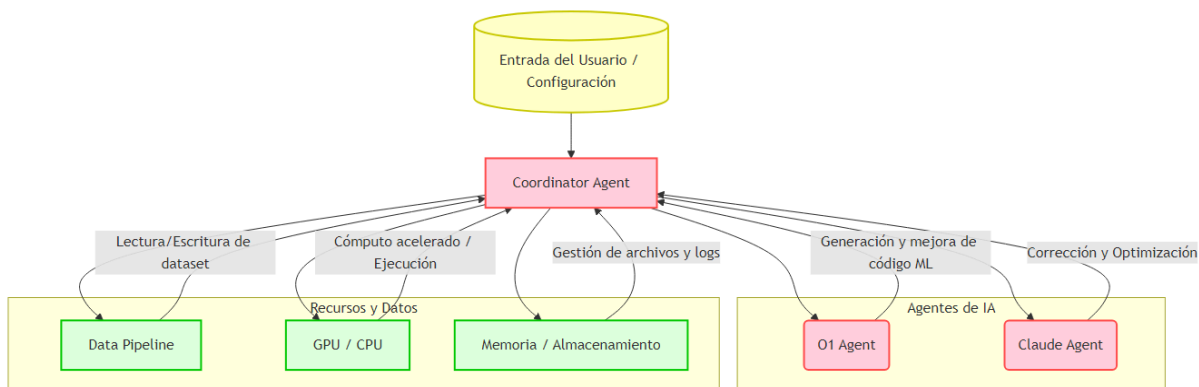 Entrada del Usuario /
Configuración
Coordinator Agent
Lectura/Escritura de
dataset
Cómputo acelerado /
Ejecución
Gestión de archivos y logs
Generación y mejora de
código ML
Corrección y Optimización
Recursos y Datos
Agentes de IA
Data Pipeline
GPU / CPU
Memoria / Almacenamiento
O1 Agent
Claude Agent